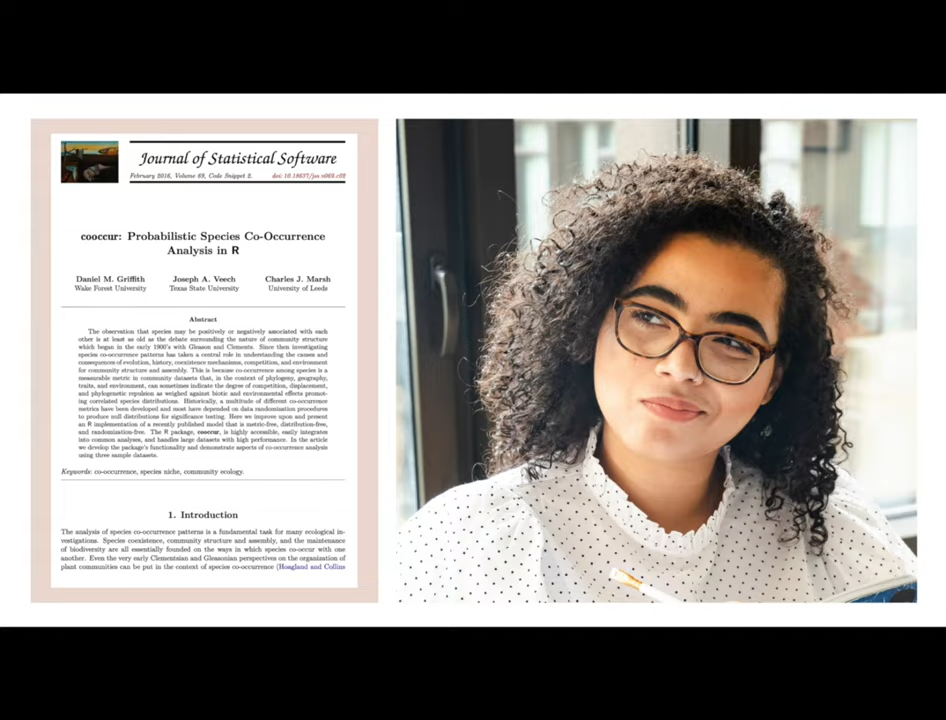 Journal of Statistical Software
February 2016, Volume 69, Code Snippet 2.
doi: 10.18637/jss.v069.c02
cooccur: Probabilistic Species Co-Occurrence
Analysis in R
Daniel M. Griffith
Wake Forest University
Joseph A. Veech
Texas State University
Charles J. Marsh
University of Leeds
Abstract
The observation that species may be positively or negatively associated with each
other is at least as old as the debate surrounding the nature of community structure
which began in the early 1900's with Gleason and Clements. Since then investigating
species co-occurrence patterns has taken a central role in understanding the causes and
consequences of evolution, history, coexistence mechanisms, competition, and environment
for community structure and assembly. This is because co-occurrence among species is a
measurable metric in community datasets that, in the context of phylogeny, geography,
traits, and environment, can sometimes indicate the degree of competition, displacement,
and phylogenetic repulsion as weighed against biotic and environmental effects promot-
ing correlated species distributions. Historically, a multitude of different co-occurrence
metrics have been developed and most have depended on data randomization procedures
to produce null distributions for significance testing. Here we improve upon and present
an R implementation of a recently published model that is metric-free, distribution-free,
and randomization-free. The R package, cooccur, is highly accessible, easily integrates
into common analyses, and handles large datasets with high performance. In the article
we develop the package's functionality and demonstrate aspects of co-occurrence analysis
using three sample datasets.
Keywords: co-occurrence, species niche, community ecology.
1. Introduction
The analysis of species co-occurrence patterns is a fundamental task for many ecological in-
vestigations. Species coexistence, community structure and assembly, and the maintenance
of biodiversity are all essentially founded on the ways in which species co-occur with one
another. Even the very early Clementsian and Gleasonian perspectives on the organization of
plant communities can be put in the context of species co-occurrence (Hoagland and Collins